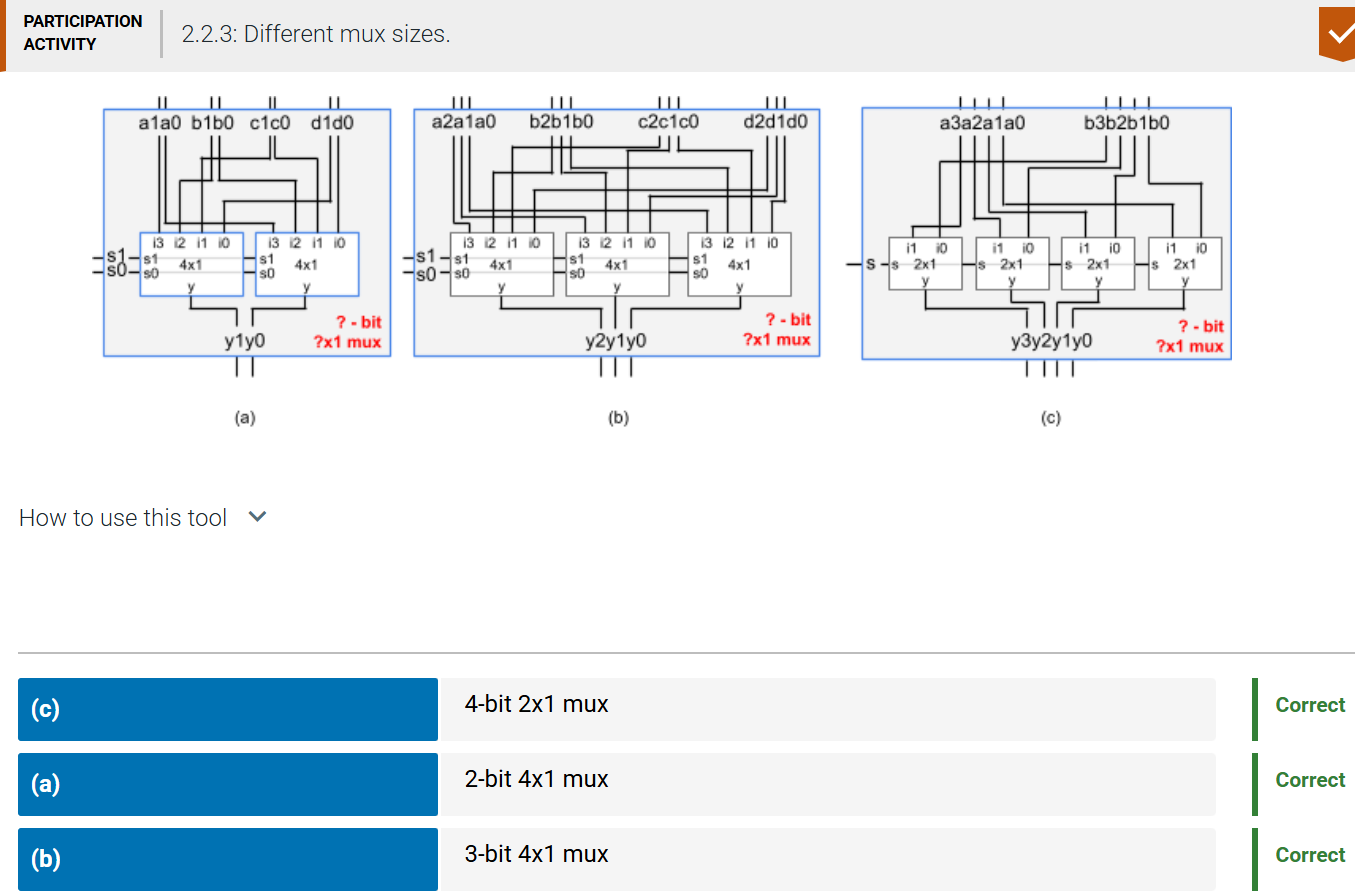 PARTICIPATION
ACTIVITY
2.2.3: Different mux sizes.
a1a0 b1b0 c1c0 d1d0
i3 i2 i1 i0 i3 i2 i1 i0
s1 s1 s1
s0 s0 4x1 s0 4x1
y y
? - bit
y1y0 ?x1 mux
(a)
a2a1a0 b2b1b0 c2c1c0 d2d1d0
i3 i2 i1 i0 i3 i2 i1 i0 i3 i2 i1 i0
s1 s1 s1 s1
s0 s0 4x1 s0 4x1 s0 4x1
y y y
? - bit
y2y1y0 ?x1 mux
(b)
a3a2a1a0 b3b2b1b0
i1 i0 i1 i0 i1 i0 i1 i0
s s 2x1 s 2x1 s 2x1 s 2x1
y y y y
? - bit
y3y2y1y0 ?x1 mux
(c)
How to use this tool
(c) 4-bit 2x1 mux Correct
(a) 2-bit 4x1 mux Correct
(b) 3-bit 4x1 mux Correct